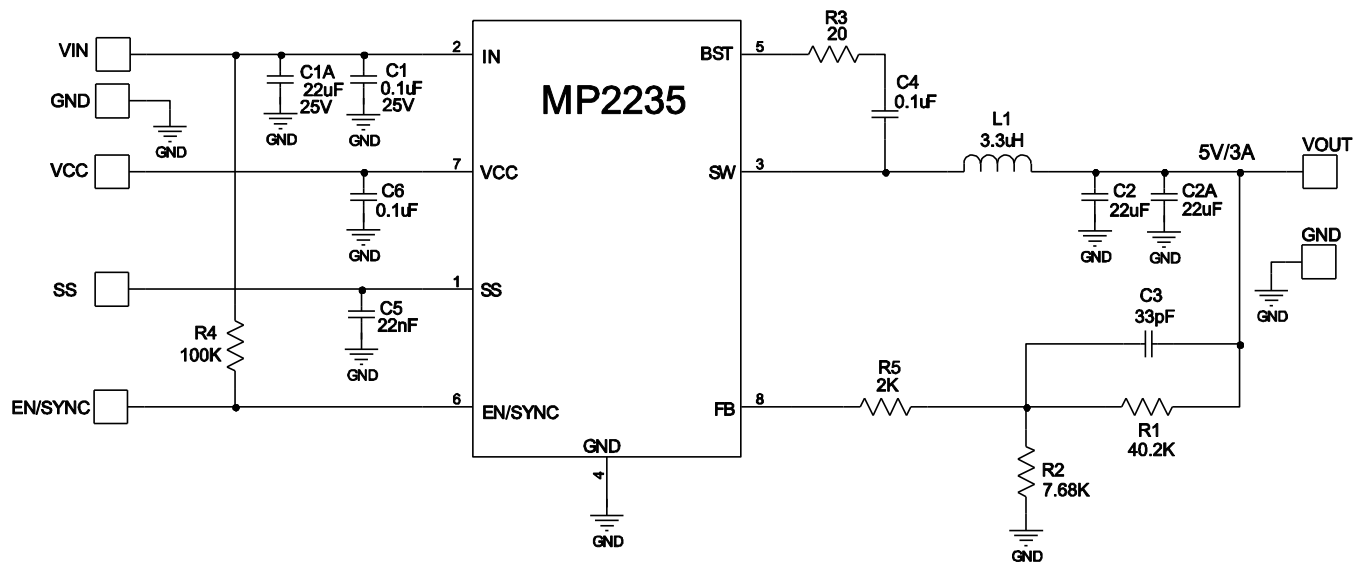 VIN
GND
GND
VCC
SS
EN/SYNC
R4
100K
C1A
22uF
25V
GND
C1
0.1uF
25V
GND
C6
0.1uF
GND
C5
22nF
GND
2
7
1
6
IN
VCC
SS
EN/SYNC
MP2235
GND
4
GND
BST
SW
FB
5
3
8
R3
20
C4
0.1uF
L1
3.3uH
5V/3A
VOUT
C2
22uF
GND
C2A
22uF
GND
GND
GND
C3
33pF
R5
2K
R1
40.2K
R2
7.68K
GND